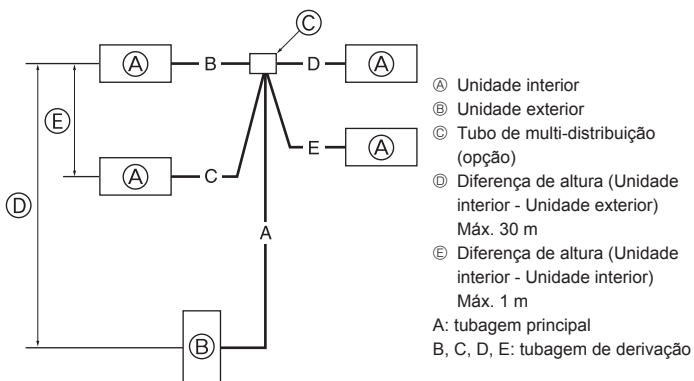 Ⓒ
Ⓐ B D Ⓐ
Ⓔ
Ⓐ C E Ⓐ
Ⓓ
A
Ⓑ
Ⓐ Unidade interior
Ⓑ Unidade exterior
Ⓒ Tubo de multi-distribuição
(opção)
Ⓓ Diferença de altura (Unidade
interior - Unidade exterior)
Máx. 30 m
Ⓔ Diferença de altura (Unidade
interior - Unidade interior)
Máx. 1 m
A: tubagem principal
B, C, D, E: tubagem de derivação